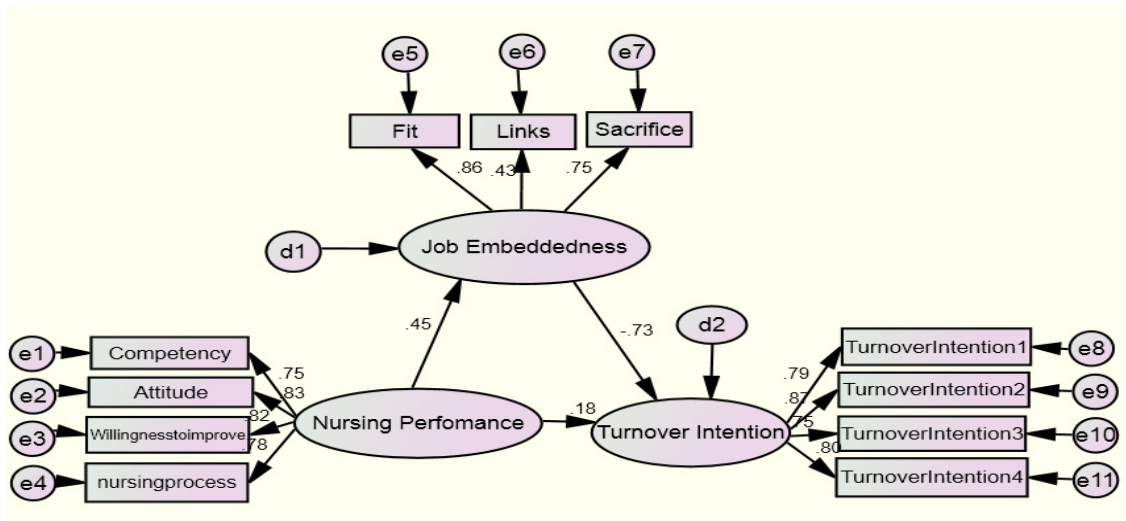 e5 e6 e7
Fit Links Sacrifice
.86 .43 .75
d1 Job Embeddedness
.45 -.73 d2
e1 Competency .75
e2 Attitude .83
e3 Willingnesstoimprove .82
e4 nursingprocess .78
Nursing Perfomance .18 Turnover Intention
.79 TurnoverIntention1 e8
.87 TurnoverIntention2 e9
.75 TurnoverIntention3 e10
.80 TurnoverIntention4 e11